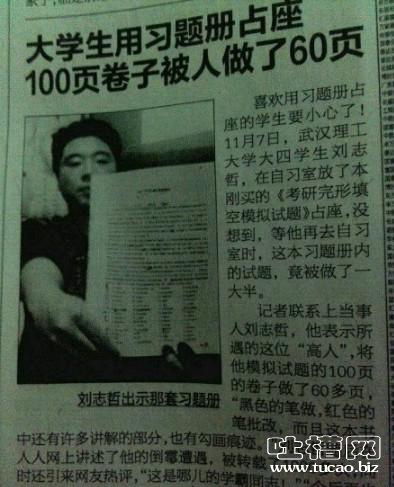 大学生用习题册占座
100页卷子被人做了60页
喜欢用习题册占
座的学生要小心了！
11月7日，武汉理工
大学大四学生刘志
哲，在自习室放了本
刚买的《考研完形填
空模拟试题》占座，没
想到，等他再去自习
室时，这本习题册内
的试题，竟被做了一
大半。
记者联系上当事
人刘志哲，他表示所
遇的这位“高人”，将
他模拟试题的100页
的卷子做了60多页，
“黑色的笔做，红色的
笔批改，而且这本书
刘志哲出示那套习题册
中还有许多讲解的部分，也有勾画痕迹。
人人网上讲述了他的倒霉遭遇，被转载
时还引来网友热评，“这是哪儿的学霸同志！”
吐槽网
http://www.tucao.biz